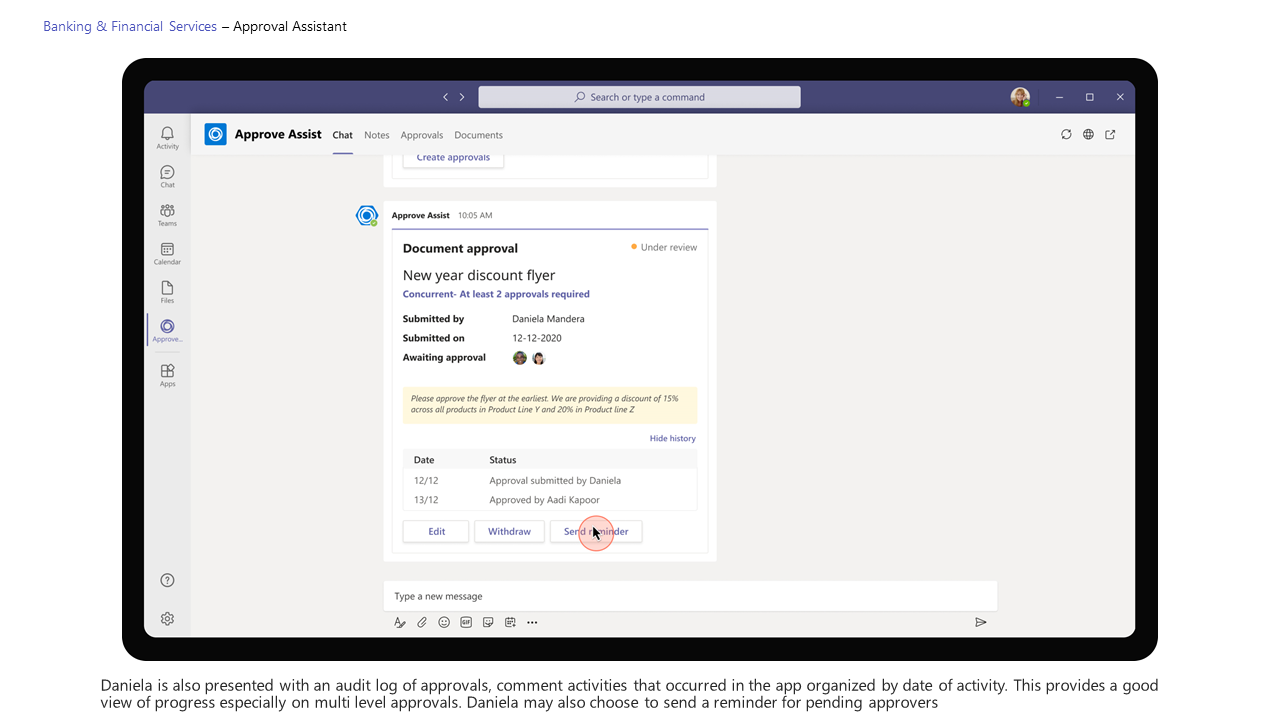 Banking & Financial Services – Approval Assistant
Search or type a command
Activity
Chat
Teams
Calendar
Files
Approve...
Apps
Approve Assist Chat Notes Approvals Documents
Create approvals
Approve Assist 10:05 AM
Document approval Under review
New year discount flyer
Concurrent- At least 2 approvals required
Submitted by Daniela Mandera
Submitted on 12-12-2020
Awaiting approval
Please approve the flyer at the earliest. We are providing a discount of 15%
across all products in Product Line Y and 20% in Product line Z
Hide history
Date Status
12/12 Approval submitted by Daniela
13/12 Approved by Aadi Kapoor
Edit Withdraw Send reminder
Type a new message
GIF
Daniela is also presented with an audit log of approvals, comment activities that occurred in the app organized by date of activity. This provides a good
view of progress especially on multi level approvals. Daniela may also choose to send a reminder for pending approvers